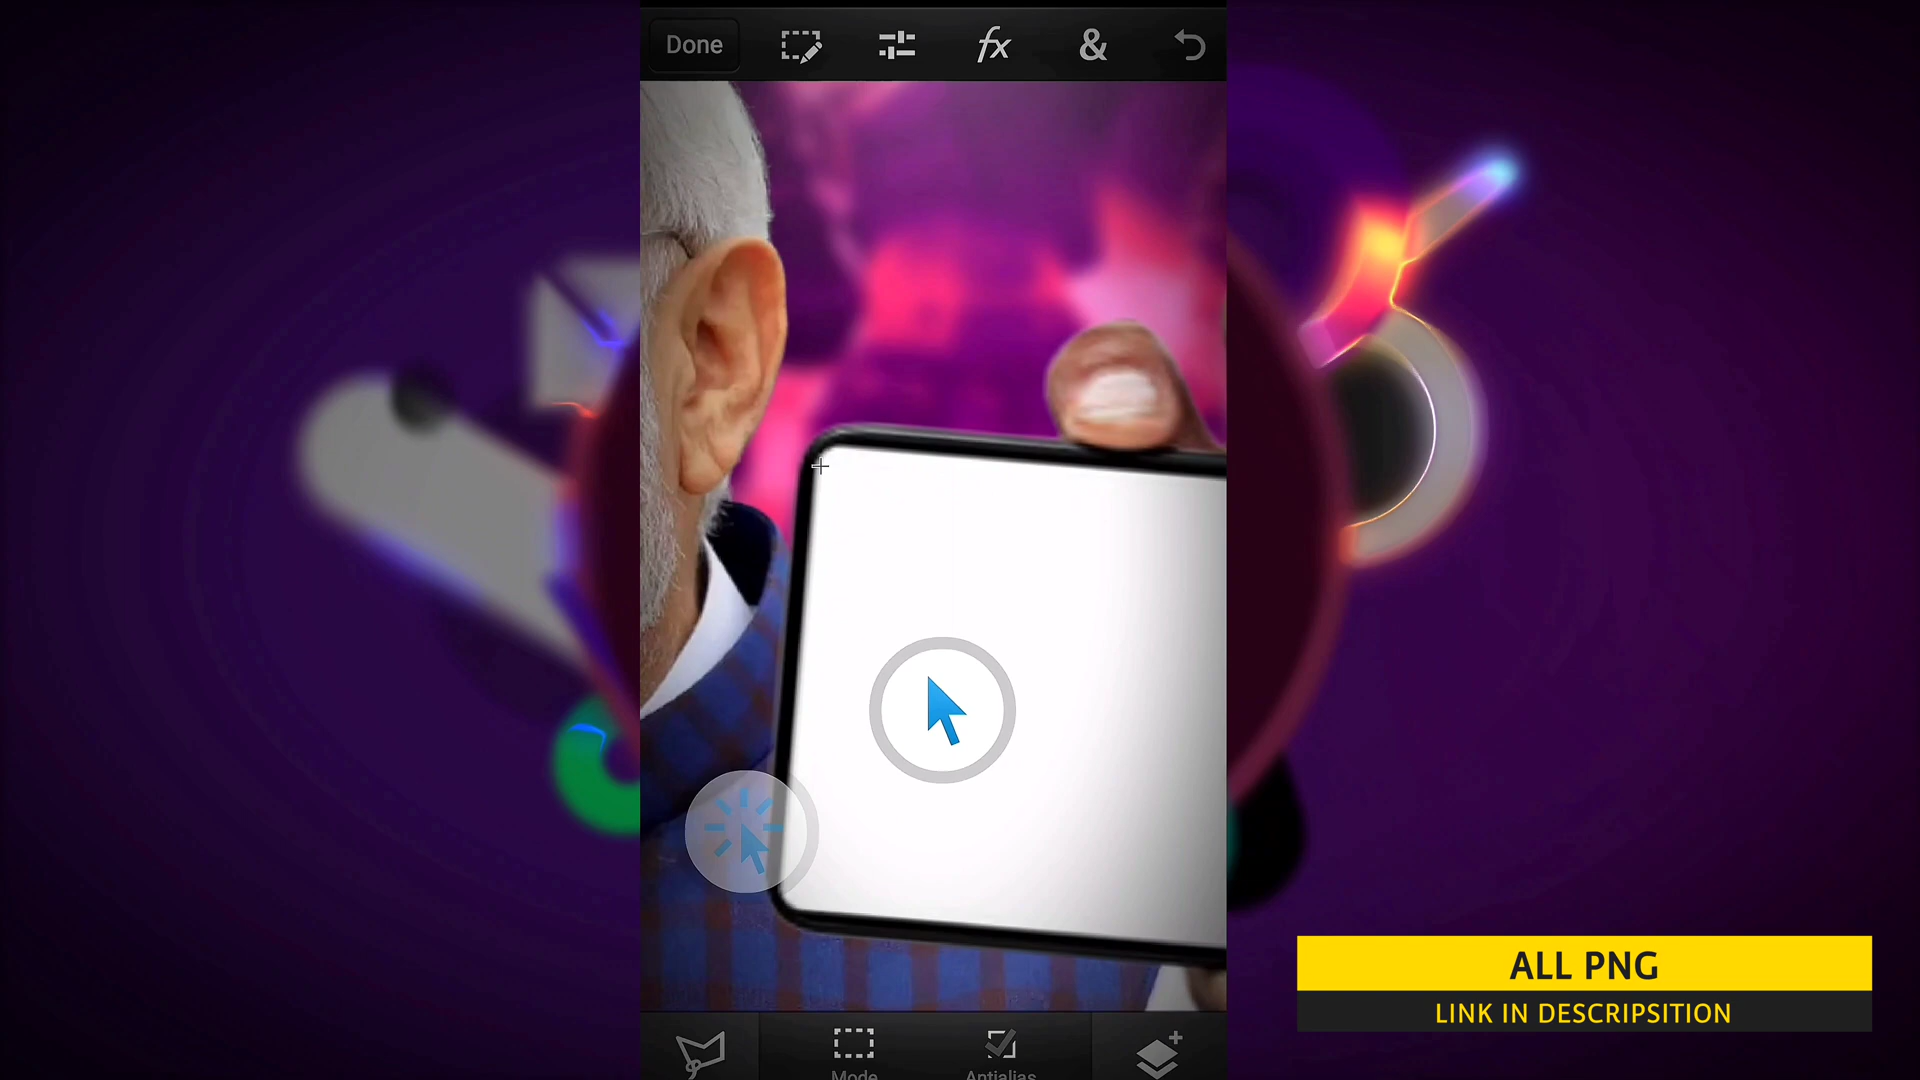 Done
fx
&
Mode
Antialias
ALL PNG
LINK IN DESCRIPSITION